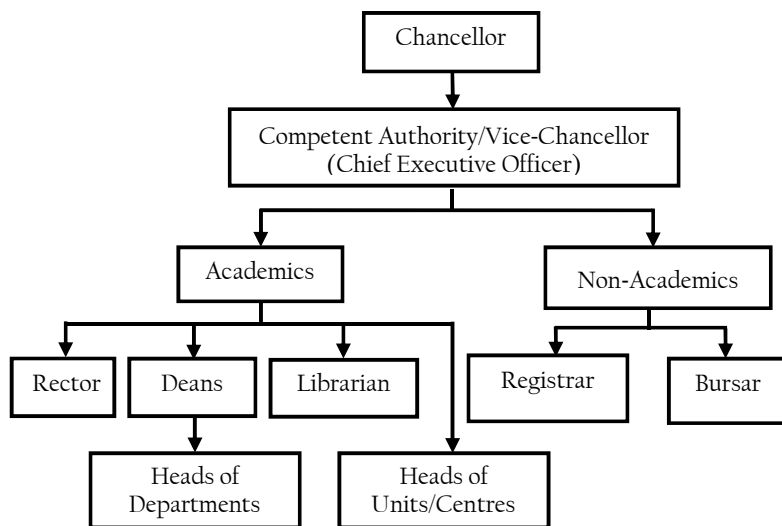 Chancellor
Competent Authority/Vice-Chancellor
(Chief Executive Officer)
Academics
Non-Academics
Rector
Deans
Librarian
Registrar
Bursar
Heads of
Departments
Heads of
Units/Centres